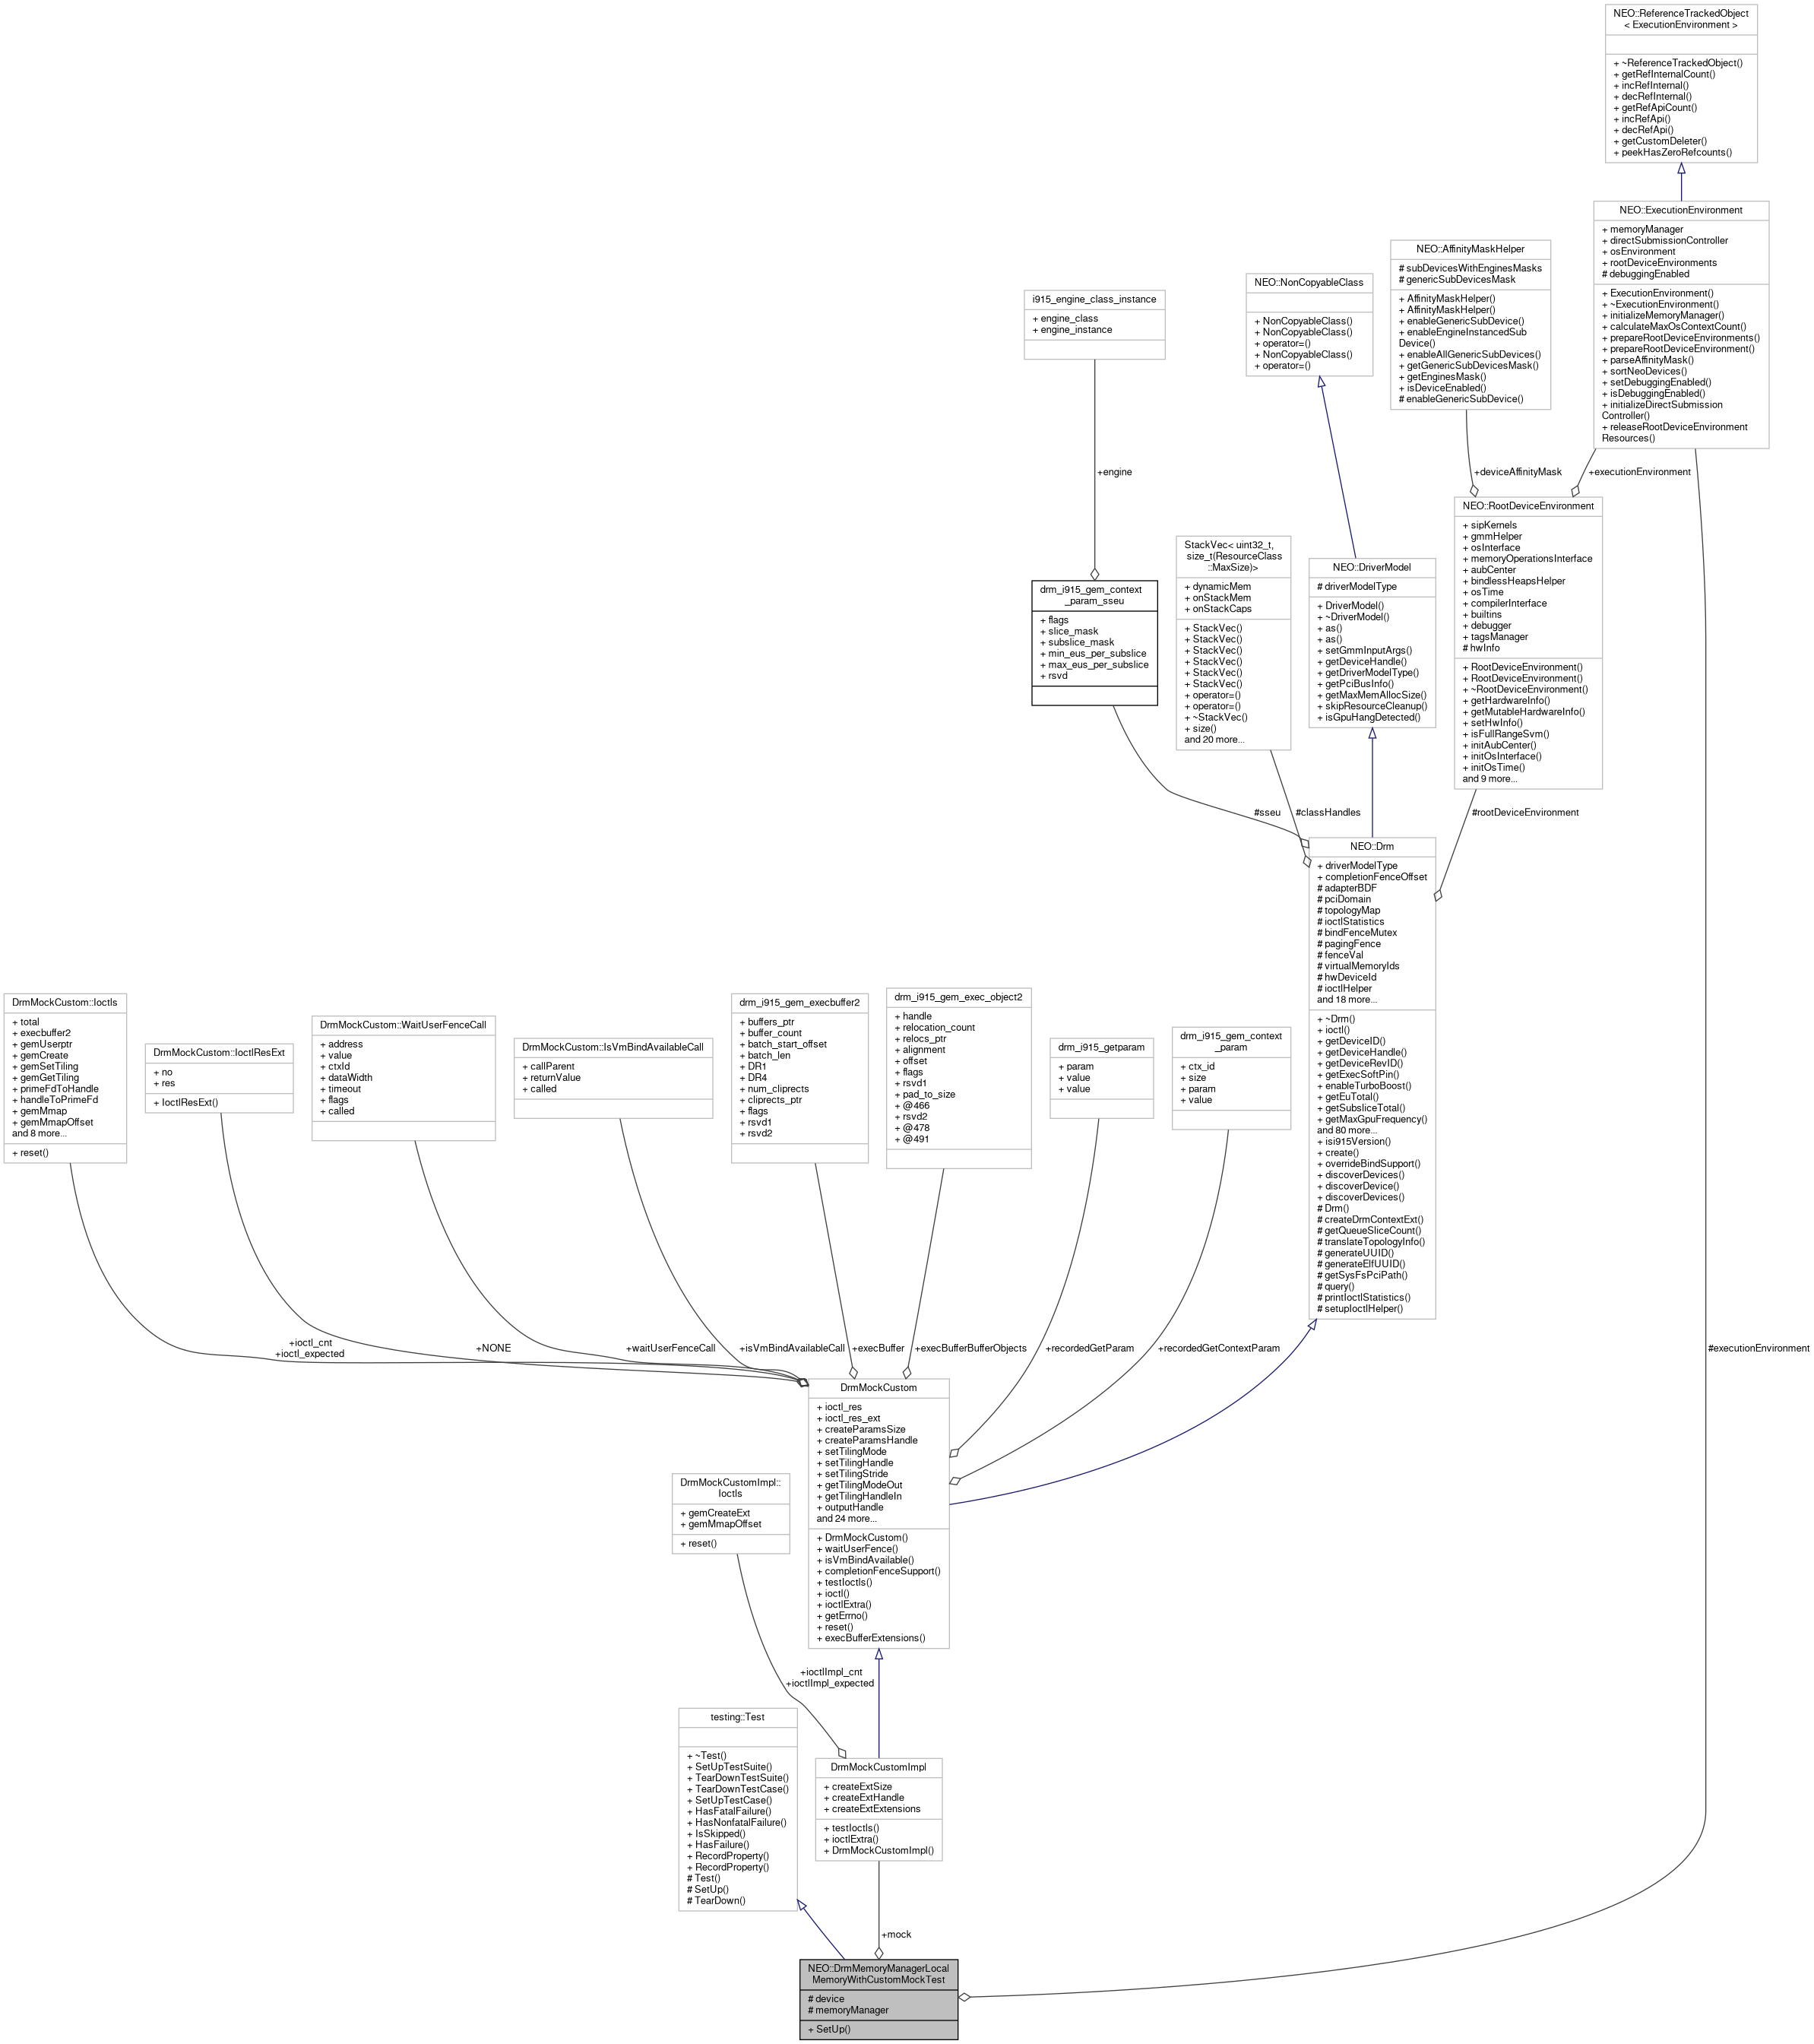 NEO::ReferenceTrackedObject
< ExecutionEnvironment >
+ ~ReferenceTrackedObject()
+ getRefInternalCount()
+ incRefInternal()
+ decRefInternal()
+ getRefApiCount()
+ incRefApi()
+ decRefApi()
+ getCustomDeleter()
+ peekHasZeroRefcounts()
NEO::ExecutionEnvironment
+ memoryManager
+ directSubmissionController
+ osEnvironment
+ rootDeviceEnvironments
# debuggingEnabled
+ ExecutionEnvironment()
+ ~ExecutionEnvironment()
+ initializeMemoryManager()
+ calculateMaxOsContextCount()
+ prepareRootDeviceEnvironments()
+ prepareRootDeviceEnvironment()
+ parseAffinityMask()
+ sortNeoDevices()
+ setDebuggingEnabled()
+ isDebuggingEnabled()
+ initializeDirectSubmission
Controller()
+ releaseRootDeviceEnvironment
Resources()
NEO::AffinityMaskHelper
# subDevicesWithEnginesMasks
# genericSubDevicesMask
+ AffinityMaskHelper()
+ AffinityMaskHelper()
+ enableGenericSubDevice()
+ enableEngineInstancedSub
Device()
+ enableAllGenericSubDevices()
+ getGenericSubDevicesMask()
+ getEnginesMask()
+ isDeviceEnabled()
# enableGenericSubDevice()
NEO::NonCopyableClass
+ NonCopyableClass()
+ NonCopyableClass()
+ operator=()
+ NonCopyableClass()
+ operator=()
i915_engine_class_instance
+ engine_class
+ engine_instance
+engine
+deviceAffinityMask
+executionEnvironment
NEO::RootDeviceEnvironment
+ sipKernels
+ gmmHelper
+ osInterface
+ memoryOperationsInterface
+ aubCenter
+ bindlessHeapsHelper
+ osTime
+ compilerInterface
+ builtins
+ debugger
+ tagsManager
# hwInfo
+ RootDeviceEnvironment()
+ RootDeviceEnvironment()
+ ~RootDeviceEnvironment()
+ getHardwareInfo()
+ getMutableHardwareInfo()
+ setHwInfo()
+ isFullRangeSvm()
+ initAubCenter()
+ initOsInterface()
+ initOsTime()
and 9 more...
StackVec< uint32_t,
size_t(ResourceClass
::MaxSize)>
+ dynamicMem
+ onStackMem
+ onStackCaps
+ StackVec()
+ StackVec()
+ StackVec()
+ StackVec()
+ StackVec()
+ StackVec()
+ operator=()
+ operator=()
+ ~StackVec()
+ size()
and 20 more...
NEO::DriverModel
# driverModelType
+ DriverModel()
+ ~DriverModel()
+ as()
+ as()
+ setGmmInputArgs()
+ getDeviceHandle()
+ getDriverModelType()
+ getPciBusInfo()
+ getMaxMemAllocSize()
+ skipResourceCleanup()
+ isGpuHangDetected()
drm_i915_gem_context
_param_sseu
+ flags
+ slice_mask
+ subslice_mask
+ min_eus_per_subslice
+ max_eus_per_subslice
+ rsvd
#sseu
#classHandles
#rootDeviceEnvironment
NEO::Drm
+ driverModelType
+ completionFenceOffset
# adapterBDF
# pciDomain
# topologyMap
# ioctlStatistics
# bindFenceMutex
# pagingFence
# fenceVal
# virtualMemoryIds
# hwDeviceId
# ioctlHelper
and 18 more...
+ ~Drm()
+ ioctl()
+ getDeviceID()
+ getDeviceHandle()
+ getDeviceRevID()
+ getExecSoftPin()
+ enableTurboBoost()
+ getEuTotal()
+ getSubsliceTotal()
+ getMaxGpuFrequency()
and 80 more...
+ isi915Version()
+ create()
+ overrideBindSupport()
+ discoverDevices()
+ discoverDevice()
+ discoverDevices()
# Drm()
# createDrmContextExt()
# getQueueSliceCount()
# translateTopologyInfo()
# generateUUID()
# generateElfUUID()
# getSysFsPciPath()
# query()
# printIoctlStatistics()
# setupIoctlHelper()
DrmMockCustom::Ioctls
+ total
+ execbuffer2
+ gemUserptr
+ gemCreate
+ gemSetTiling
+ gemGetTiling
+ primeFdToHandle
+ handleToPrimeFd
+ gemMmap
+ gemMmapOffset
and 8 more...
+ reset()
DrmMockCustom::IoctlResExt
+ no
+ res
+ IoctlResExt()
DrmMockCustom::WaitUserFenceCall
+ address
+ value
+ ctxId
+ dataWidth
+ timeout
+ flags
+ called
DrmMockCustom::IsVmBindAvailableCall
+ callParent
+ returnValue
+ called
drm_i915_gem_execbuffer2
+ buffers_ptr
+ buffer_count
+ batch_start_offset
+ batch_len
+ DR1
+ DR4
+ num_cliprects
+ cliprects_ptr
+ flags
+ rsvd1
+ rsvd2
drm_i915_gem_exec_object2
+ handle
+ relocation_count
+ relocs_ptr
+ alignment
+ offset
+ flags
+ rsvd1
+ pad_to_size
+ @466
+ rsvd2
+ @478
+ @491
drm_i915_getparam
+ param
+ value
+ value
drm_i915_gem_context
_param
+ ctx_id
+ size
+ param
+ value
+ioctl_cnt
+ioctl_expected
+NONE
+waitUserFenceCall
+isVmBindAvailableCall
+execBuffer
+execBufferBufferObjects
+recordedGetParam
+recordedGetContextParam
#executionEnvironment
DrmMockCustom
+ ioctl_res
+ ioctl_res_ext
+ createParamsSize
+ createParamsHandle
+ setTilingMode
+ setTilingHandle
+ setTilingStride
+ getTilingModeOut
+ getTilingHandleIn
+ outputHandle
and 24 more...
+ DrmMockCustom()
+ waitUserFence()
+ isVmBindAvailable()
+ completionFenceSupport()
+ testIoctls()
+ ioctl()
+ ioctlExtra()
+ getErrno()
+ reset()
+ execBufferExtensions()
DrmMockCustomImpl::
Ioctls
+ gemCreateExt
+ gemMmapOffset
+ reset()
+ioctlImpl_cnt
+ioctlImpl_expected
testing::Test
+ ~Test()
+ SetUpTestSuite()
+ TearDownTestSuite()
+ TearDownTestCase()
+ SetUpTestCase()
+ HasFatalFailure()
+ HasNonfatalFailure()
+ IsSkipped()
+ HasFailure()
+ RecordProperty()
+ RecordProperty()
# Test()
# SetUp()
# TearDown()
DrmMockCustomImpl
+ createExtSize
+ createExtHandle
+ createExtExtensions
+ testIoctls()
+ ioctlExtra()
+ DrmMockCustomImpl()
+mock
NEO::DrmMemoryManagerLocal
MemoryWithCustomMockTest
# device
# memoryManager
+ SetUp()